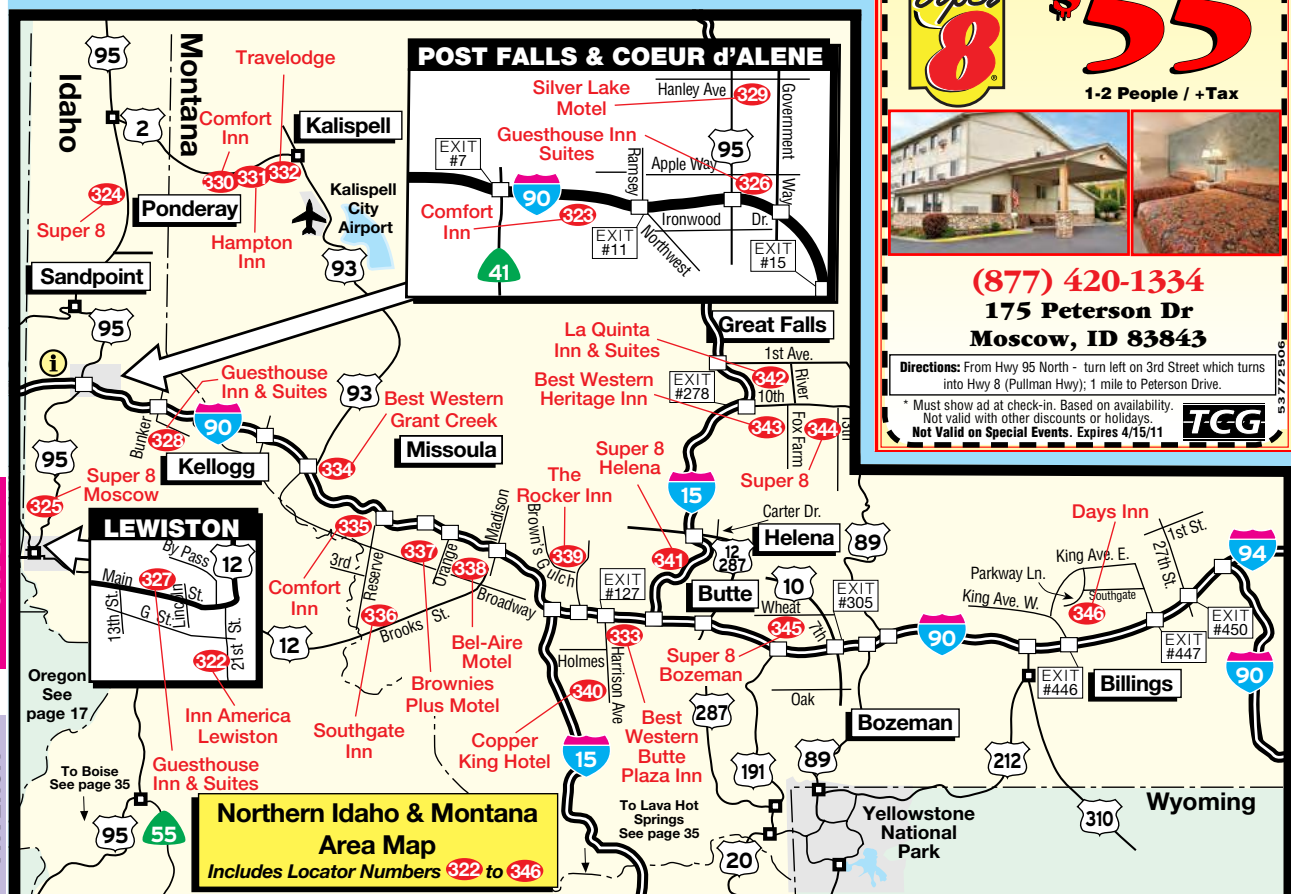 Super
8
$55
1-2 People / +Tax
(877) 420-1334
175 Peterson Dr
Moscow, ID 83843
Directions: From Hwy 95 North - turn left on 3rd Street which turns
into Hwy 8 (Pullman Hwy); 1 mile to Peterson Drive.
* Must show ad at check-in. Based on availability.
Not valid with other discounts or holidays.
Not Valid on Special Events. Expires 4/15/11
TCG
53772506
95
Idaho
Montana
2
Travelodge
Comfort
Inn
Kalispell
330
331
332
324
Super 8
Ponderay
Hampton
Inn
Kalispell
City
Airport
93
Sandpoint
95
i
POST FALLS & COEUR d'ALENE
Silver Lake
Motel
Hanley Ave
329
Government
Way
Guesthouse Inn
Suites
95
EXIT
#7
Ramsey
Apple Way
326
90
Comfort
Inn
323
Ironwood
Dr.
EXIT
#11
Northwest
EXIT
#15
41
Great Falls
La Quinta
Inn & Suites
1st Ave.
EXIT
#278
342
River
Best Western
Heritage Inn
10th
343
Fox Farm
344
13th
Super 8
Guesthouse
Inn & Suites
93
Best Western
Grant Creek
90
Bunker
328
Kellogg
Missoula
334
95
Super 8
Moscow
325
Super 8
Helena
The
Rocker Inn
15
Carter Dr.
Helena
12
287
89
LEWISTON
By Pass
12
Main
327
St.
Lincoln
13th/St.
G St.
21st / St.
322
335
3rd
Reserve
337
Orange
338
Madison
Brown's Gulch
339
341
Comfort
Inn
336
Brooks St.
Broadway
12
EXIT
#127
Butte
10
EXIT
#305
Wheat
345
7th
333
Bel-Aire
Motel
Brownies
Plus Motel
Holmes
340
Harrison Ave
Super 8
Bozeman
Oak
Southgate
Inn
Copper
King Hotel
15
Best
Western
Butte
Plaza Inn
287
Bozeman
191
89
Days Inn
1st St.
27th St.
94
King Ave. E.
Parkway Ln.
King Ave. W.
Southgate
346
90
EXIT
#450
EXIT
#447
EXIT
#446
Billings
90
212
310
Wyoming
Oregon
See
page 17
Inn America
Lewiston
Guesthouse
Inn & Suites
To Boise
See page 35
95
55
Northern Idaho & Montana
Area Map
Includes Locator Numbers 322 to 346
To Lava Hot
Springs
See page 35
20
Yellowstone
National
Park